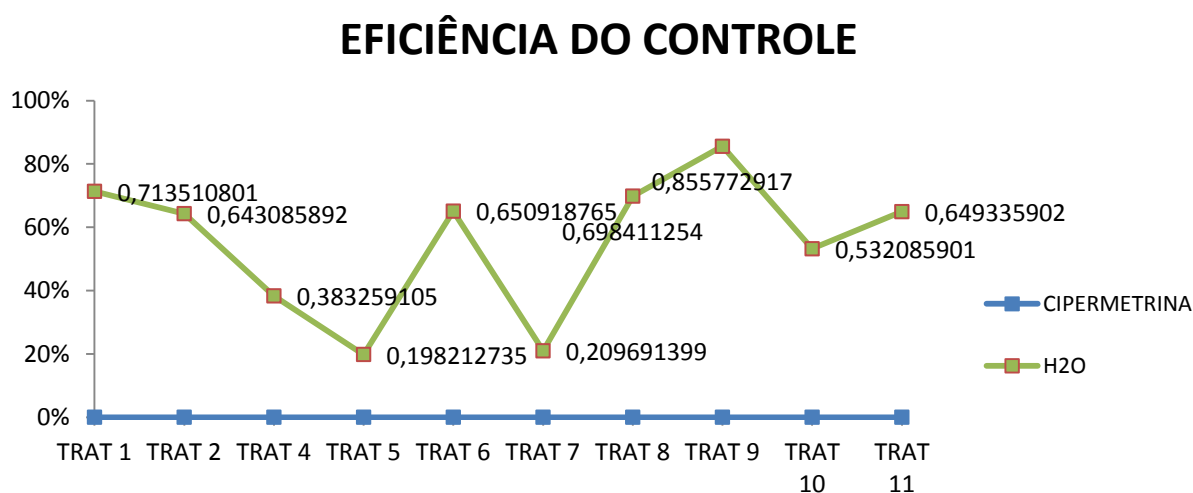 EFICIÊNCIA DO CONTROLE
100%
80%
60%
40%
20%
0%
0,713510801
0,643085892
0,383259105
0,198212735
0,650918765
0,209691399
0,698411254
0,855772917
0,532085901
0,649335902
TRAT 1
TRAT 2
TRAT 4
TRAT 5
TRAT 6
TRAT 7
TRAT 8
TRAT 9
TRAT
10
TRAT
11
CIPERMETRINA
H2O